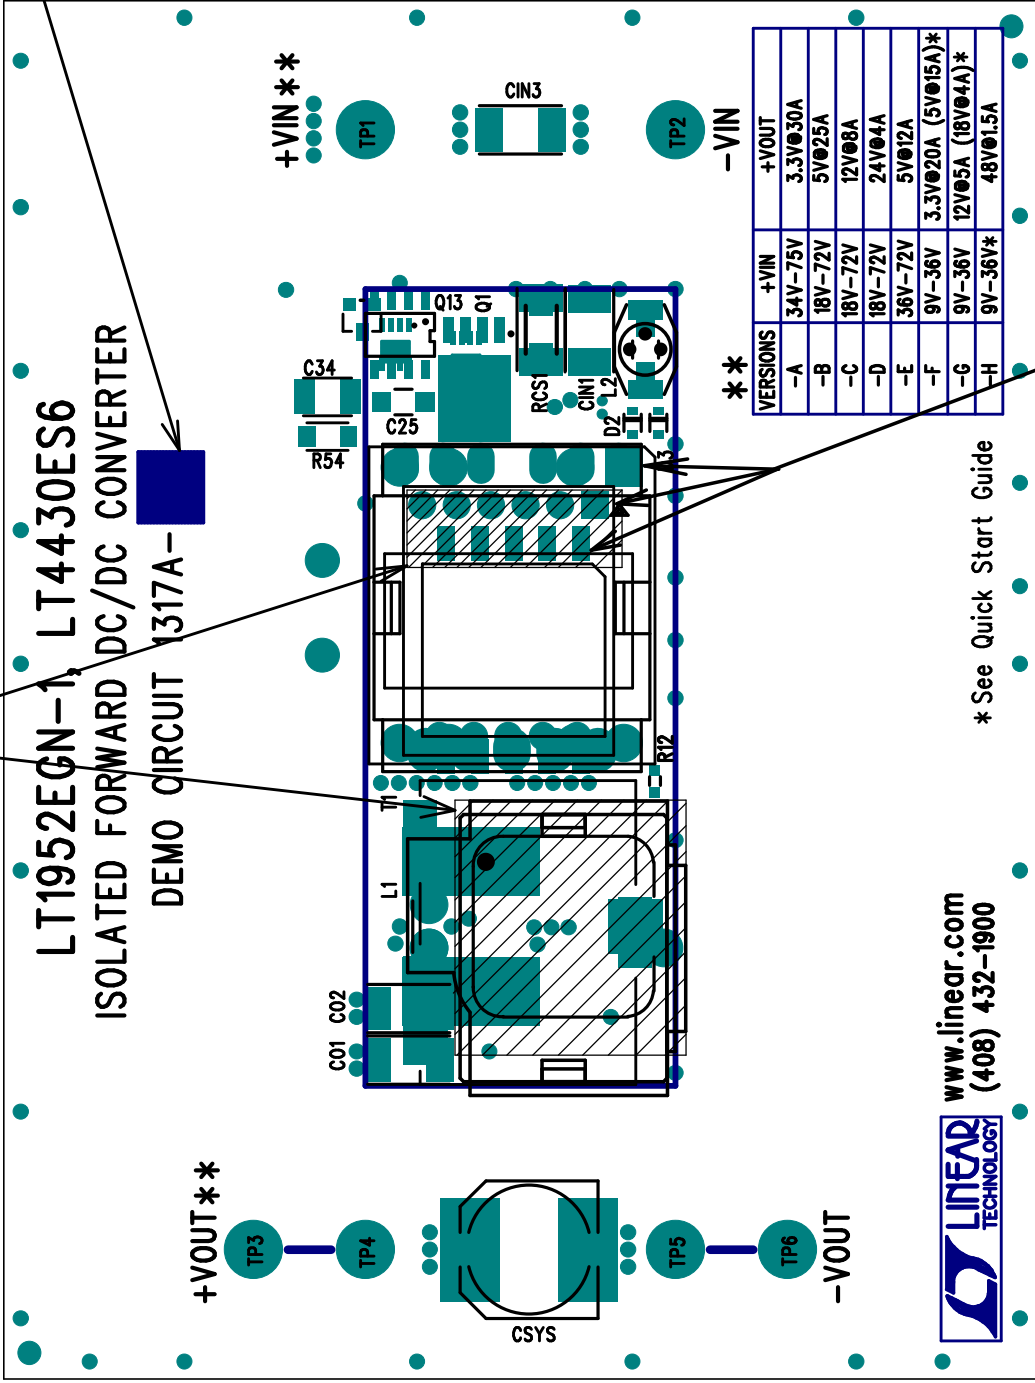 LT1952EGN-1, LT4430ES6
ISOLATED FORWARD DC/DC CONVERTER
DEMO CIRCUIT 1317A-
+VIN**
TP1
CIN3
TP2
-VIN
**
VERSIONS +VIN +VOUT
-A 34V-75V 3.3V@30A
-B 18V-72V 5V@25A
-C 18V-72V 12V@8A
-D 18V-72V 24V@4A
-E 36V-72V 5V@12A
-F 9V-36V 3.3V@20A (5V@15A)*
-G 9V-36V 12V@5A (18V@4A)*
-H 9V-36V* 48V@1.5A
*See Quick Start Guide
C34
R54
C25
Q13
Q1
RCS1
CIN1
L2
D2
R12
T1
L1
CO2
CO1
+VOUT**
TP3
TP4
CSYS
TP5
TP6
-VOUT
www.linear.com
(408) 432-1900
LINEAR
TECHNOLOGY